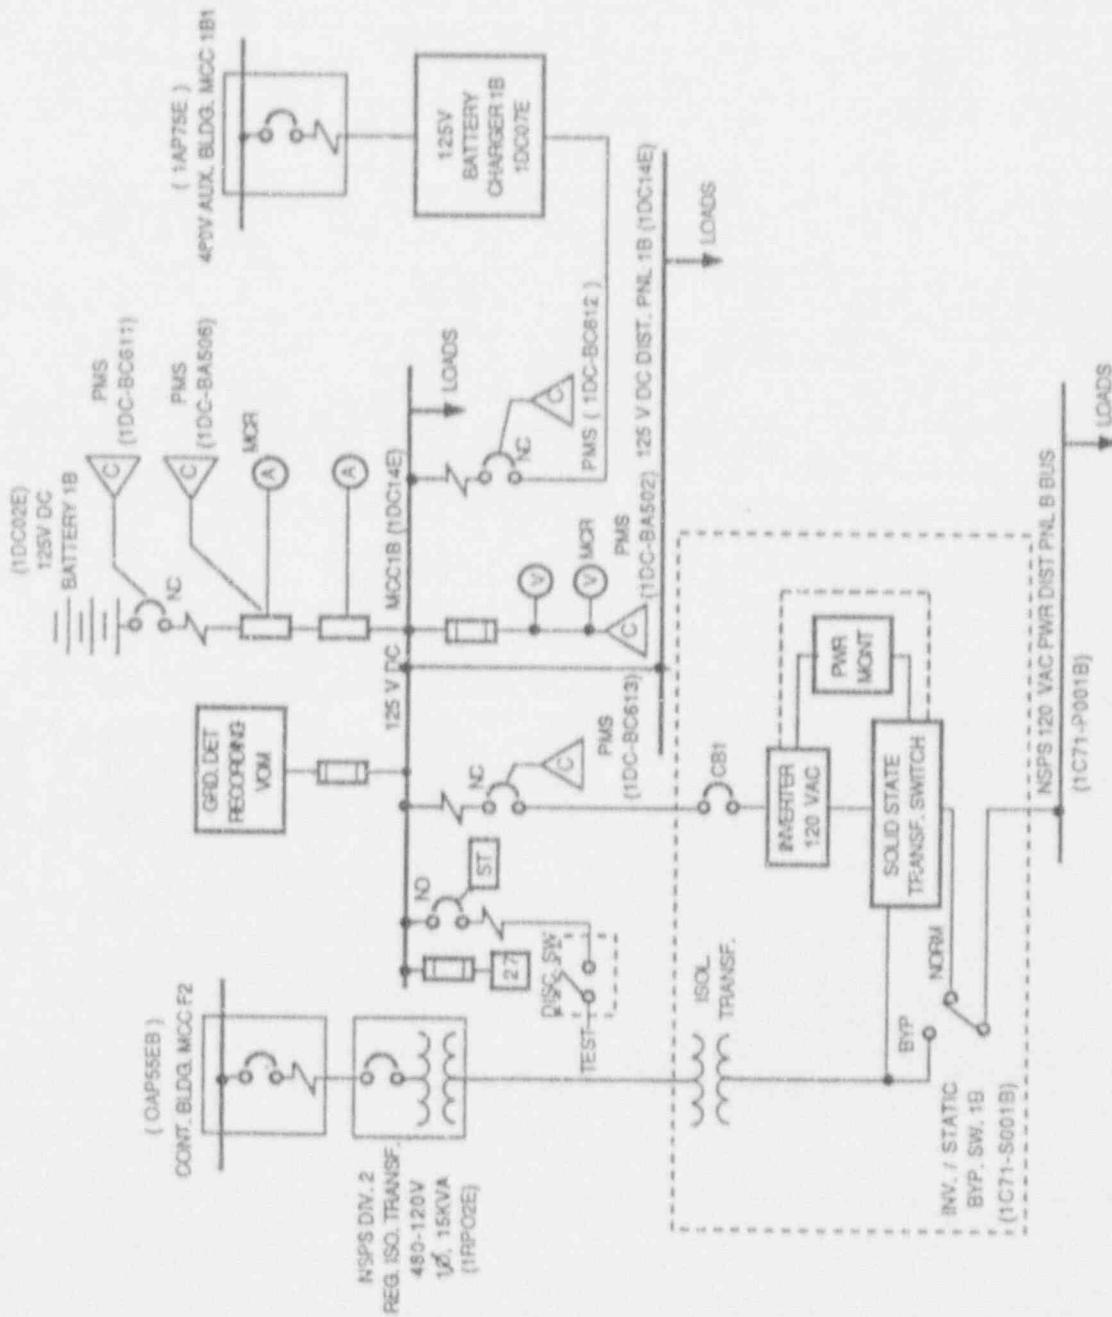 ( OAP55EB )
CONT. BLDG. MCC F2
NSPS DIV. 2
REG. ISO. TRANSF.
480-120V
1Ø, 15KVA
(1RPO2E)
GRD. DET
RECORDING
VOM
(1DC02E)
125V DC
BATTERY 1B
NC
C
PMS
(1DC-BC611)
C
PMS
(1DC-BA506)
A
MCR
A
( 1AP75E )
480V AUX. BLDG. MCC 1B1
125V
BATTERY
CHARGER 1B
1DC07E
125 V DC
MCC1B (1DC14E)
LOADS
27
NO
ST
DISC. SW
TEST
NC
C
PMS
(1DC-BC613)
V
V
MCR
C
PMS
(1DC-BA502)
NC
C
PMS ( 1DC-BC612 )
125 V DC DIST. PNL 1B (1DC14E)
LOADS
ISOL.
TRANSF.
CB1
INVERTER
120 VAC
PWR
MONT
SOLID STATE
TRANSF. SWITCH
BYP
NORM
INV. / STATIC
BYP. SW. 1B
(1C71-S001B)
NSPS 120 VAC PWR DIST PNL B BUS
(1C71-P001B)
LOADS